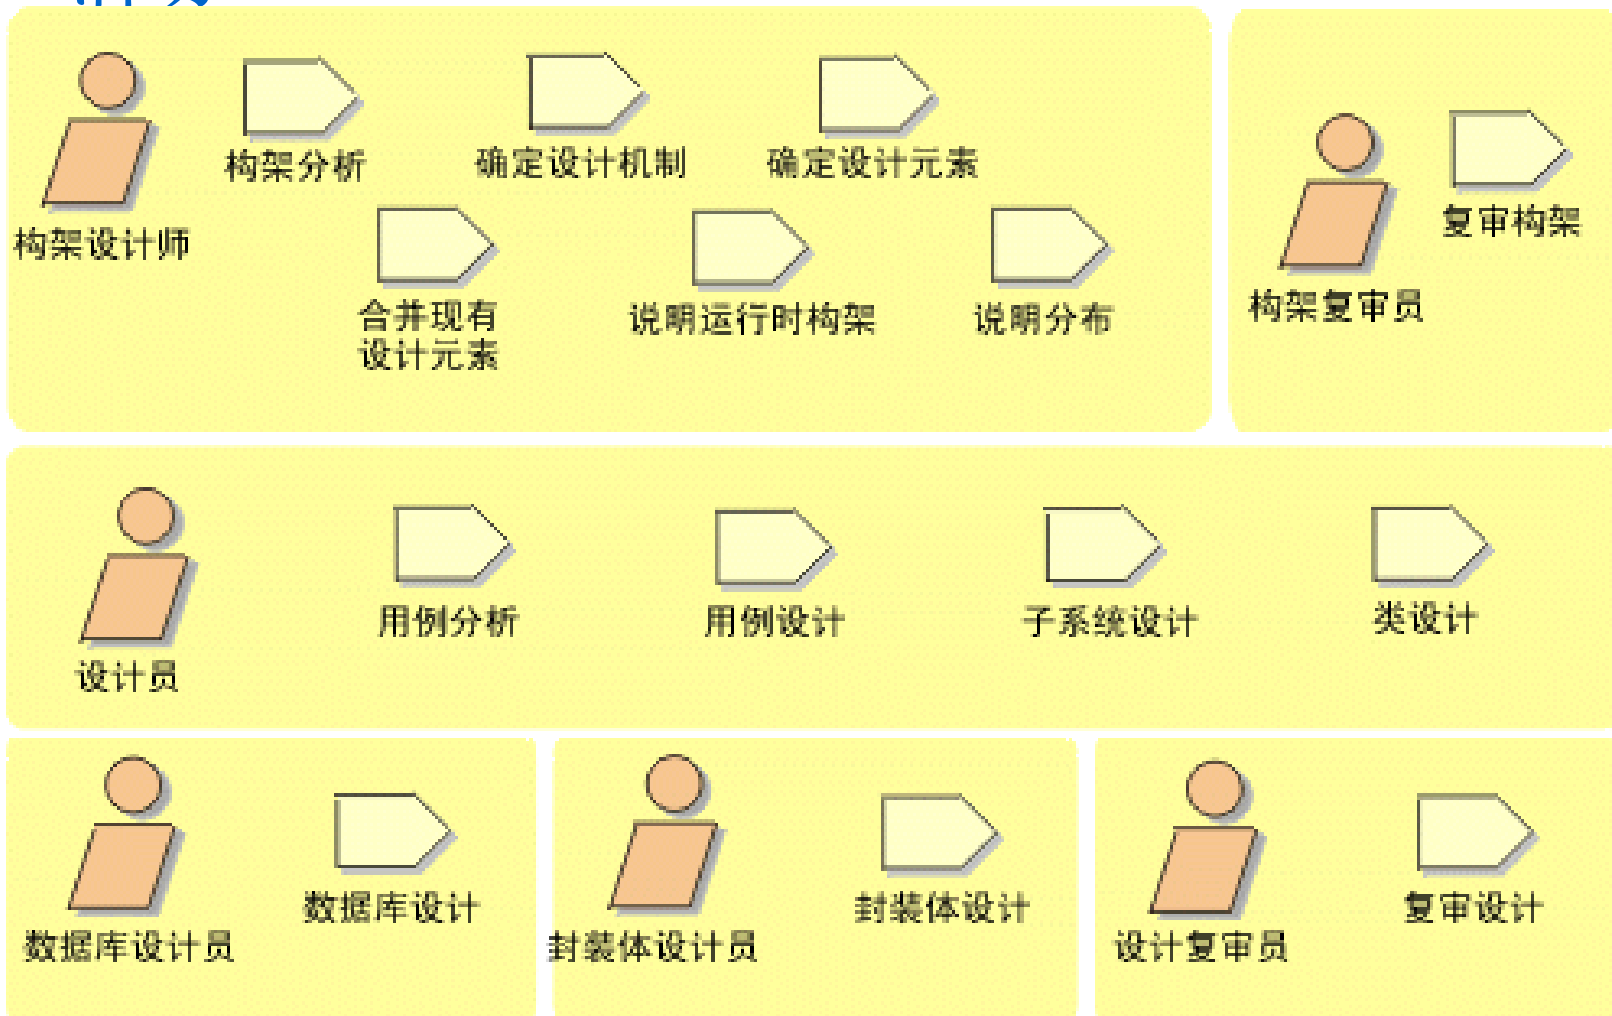 构架分析
确定设计机制
确定设计元素
构架设计师
合并现有
设计元素
说明运行时构架
说明分布
复审构架
构架复审员
用例分析
用例设计
子系统设计
类设计
设计员
数据库设计
数据库设计员
封装体设计
封装体设计员
复审设计
设计复审员